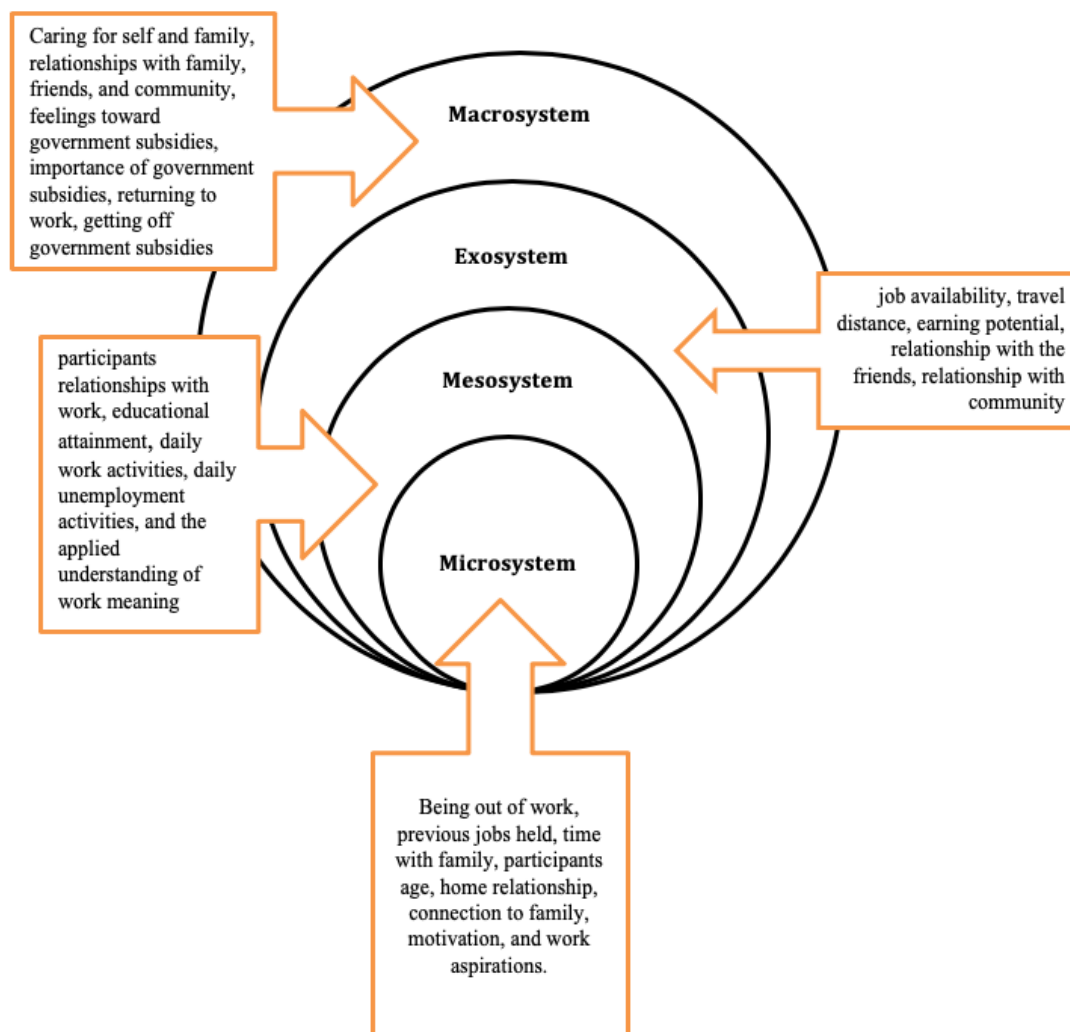 Caring for self and family,
relationships with family,
friends, and community,
feelings toward
government subsidies,
importance of government
subsidies, returning to
work, getting off
government subsidies
Macrosystem
Exosystem
job availability, travel
distance, earning potential,
relationship with the
friends, relationship with
community
participants
relationships with
work, educational
attainment, daily
work activities, daily
unemployment
activities, and the
applied
understanding of
work meaning
Mesosystem
Microsystem
Being out of work,
previous jobs held, time
with family, participants
age, home relationship,
connection to family,
motivation, and work
aspirations.